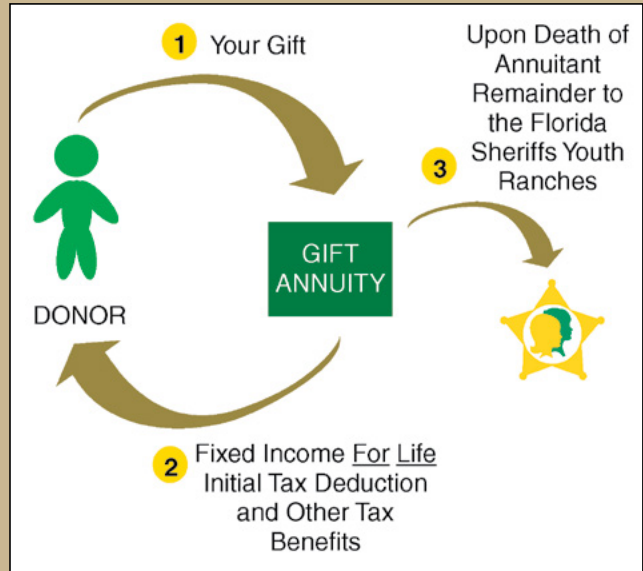 1 Your Gift
Upon Death of
Annuitant
Remainder to
the Florida
Sheriffs Youth
Ranches
3
GIFT
ANNUITY
DONOR
2 Fixed Income For Life
Initial Tax Deduction
and Other Tax
Benefits